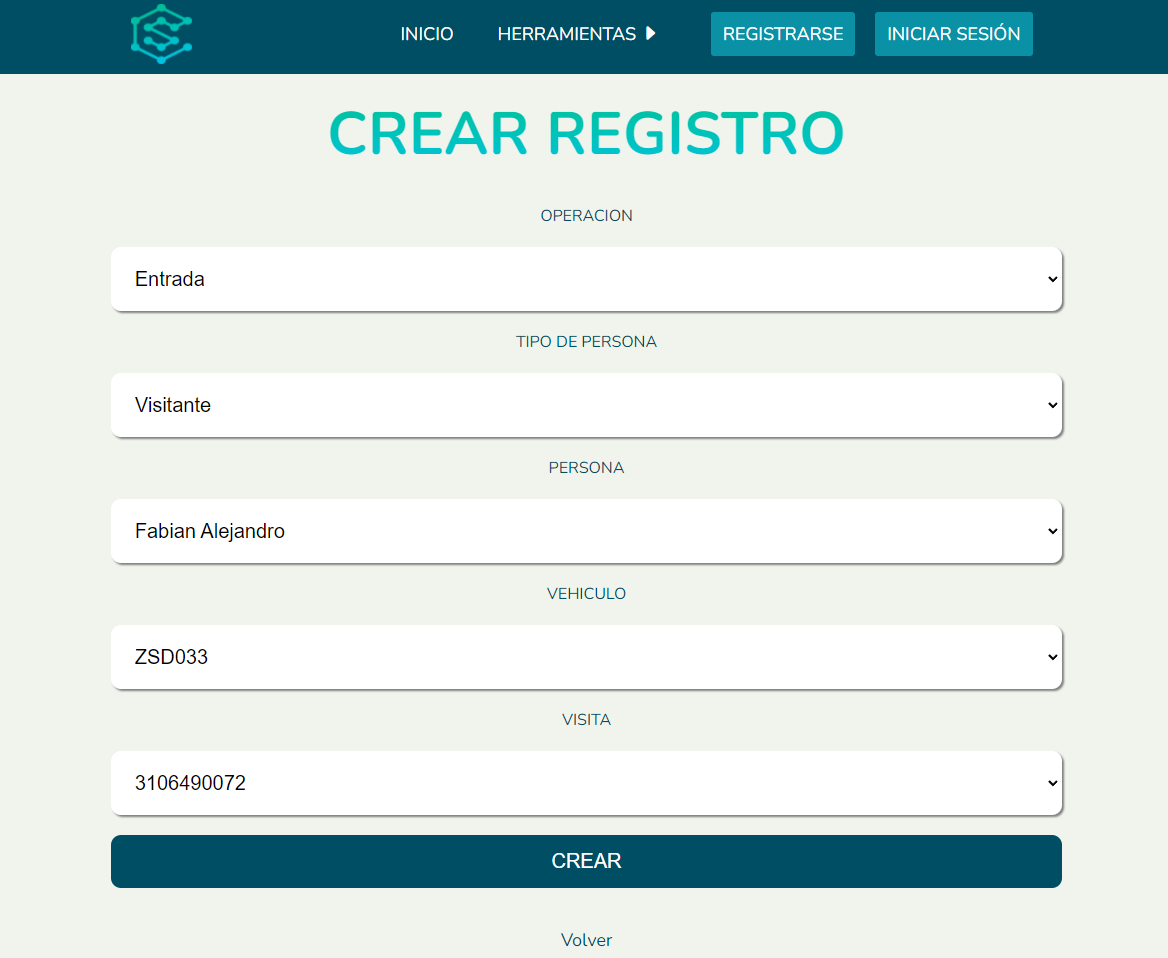 INICIO HERRAMIENTAS REGISTRARSE INICIAR SESIÓN
CREAR REGISTRO
OPERACION
Entrada
TIPO DE PERSONA
Visitante
PERSONA
Fabian Alejandro
VEHICULO
ZSD033
VISITA
3106490072
CREAR
Volver